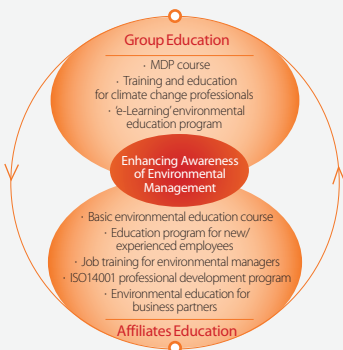 Group Education
· MDP course
· Training and education
for climate change professionals
· ‘e-Learning’ environmental
education program
Enhancing Awareness
of Environmental
Management
· Basic environmental education course
· Education program for new/
experienced employees
· Job training for environmental managers
· ISO14001 professional development program
· Environmental education for
business partners
Affiliates Education